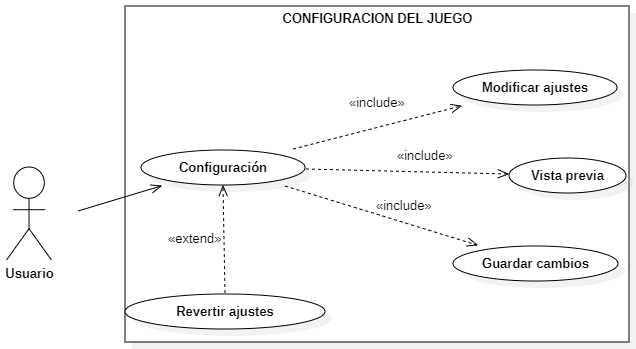 CONFIGURACION DEL JUEGO
Modificar ajustes
«include»
Configuración
«include»
Vista previa
«include»
Usuario
«extend»
Guardar cambios
Revertir ajustes